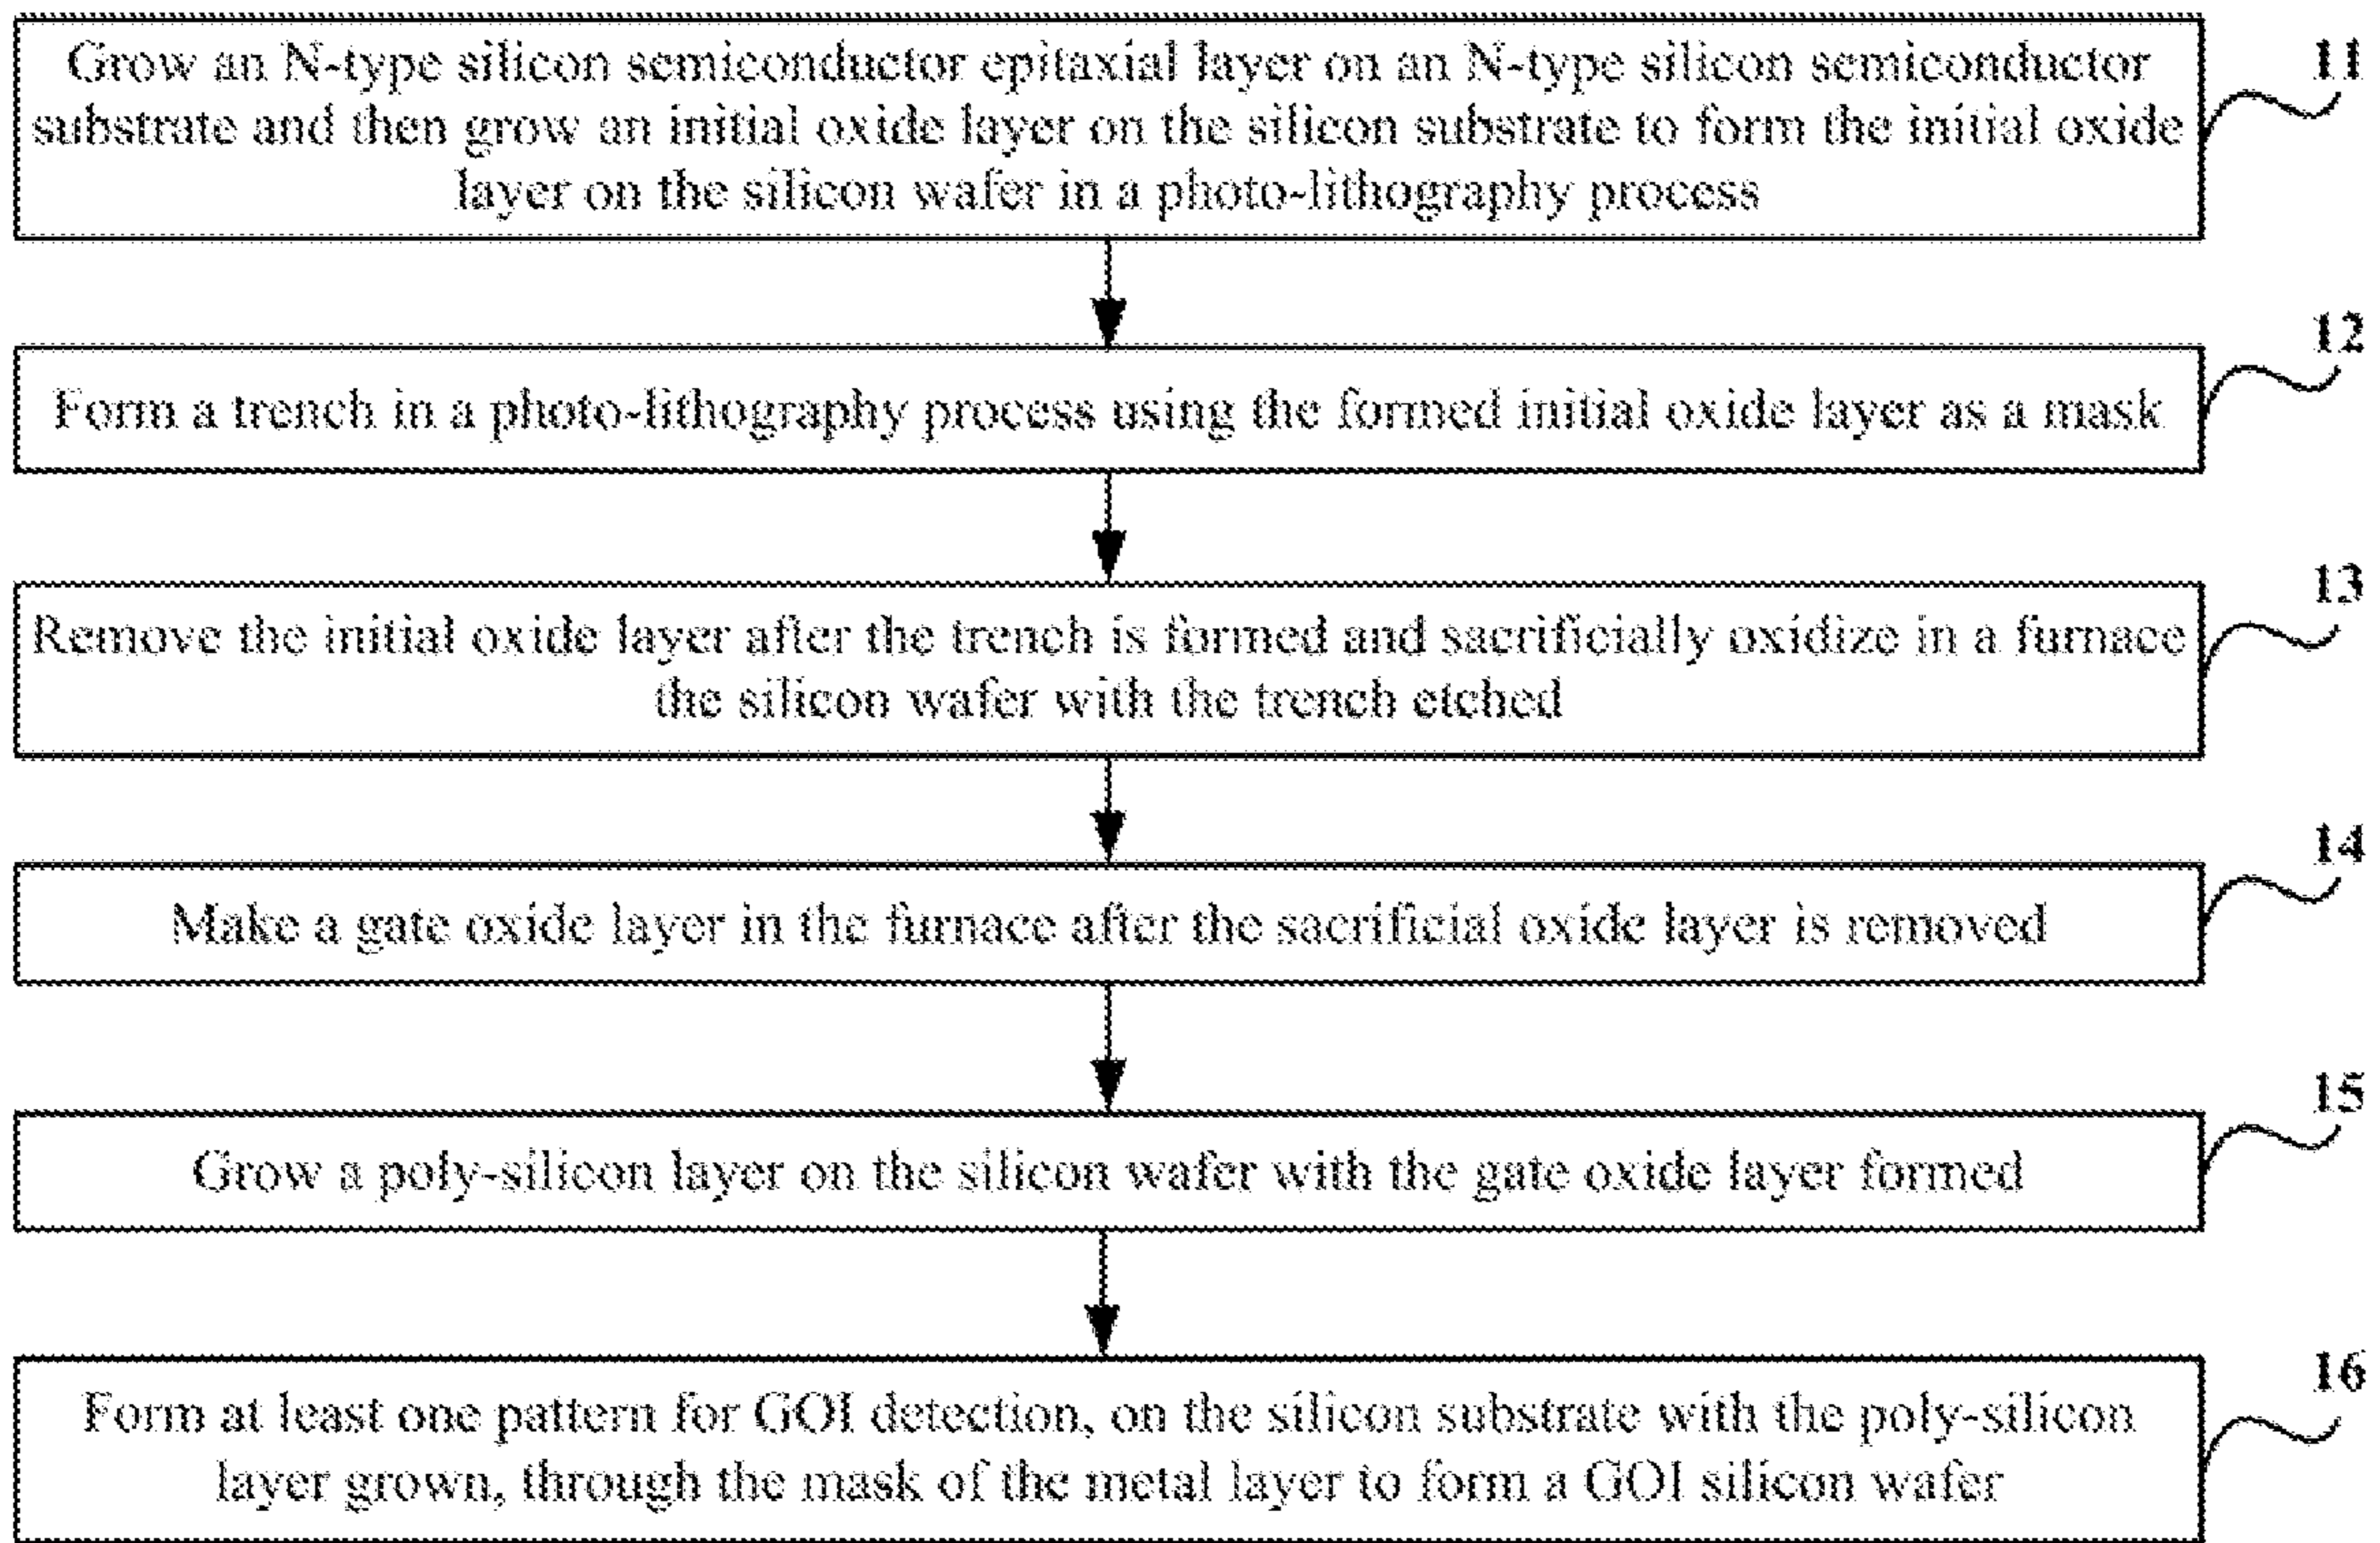 Grow an N-type silicon semiconductor epitaxial layer on an N-type silicon semiconductor
11
substrate and then grow an initial oxide layer on the silicon substrate to form the initial oxide
layer on the silicon wafer in a photo-lithography process
12
Form a trench in a photo-lithography process using the formed initial oxide layer as a mask
13
Remove the initial oxide layer after the trench is formed and sacrificially oxidize in a furnace
the silicon wafer with the trench etched
14
Make a gate oxide layer in the furnace after the sacrificial oxide layer is removed
15
Grow a poly-silicon layer on the silicon wafer with the gate oxide layer formed
16
Form at least one pattern for GOI detection, on the silicon substrate with the poly-silicon
layer grown, through the mask of the metal layer to form a GOI silicon wafer